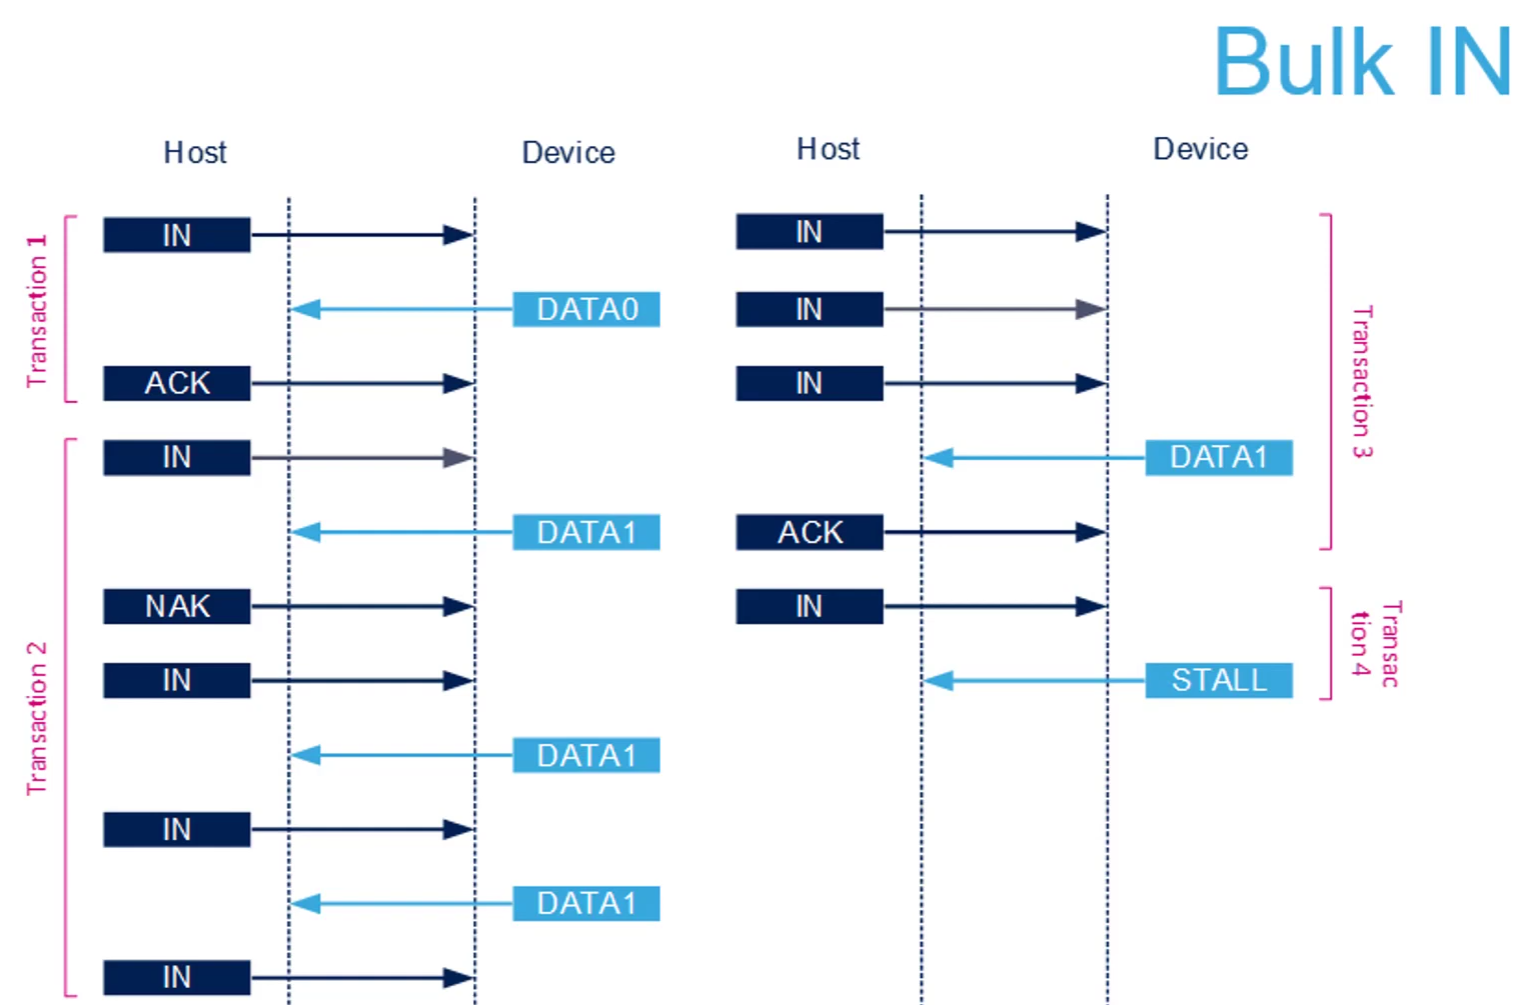 Bulk IN
Host
Device
Transaction 1
IN
DATA0
ACK
Transaction 2
IN
DATA1
NAK
IN
DATA1
IN
DATA1
IN
Host
Device
Transaction 3
IN
IN
IN
DATA1
ACK
Transac
tion 4
IN
STALL